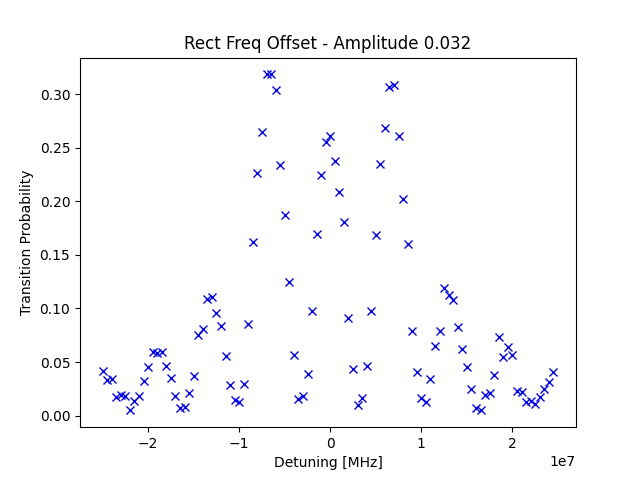 Rect Freq Offset - Amplitude 0.032
Transition Probability
0.30
0.25
0.20
0.15
0.10
0.05
0.00
−2 −1 0 1 2
1e7
Detuning [MHz]